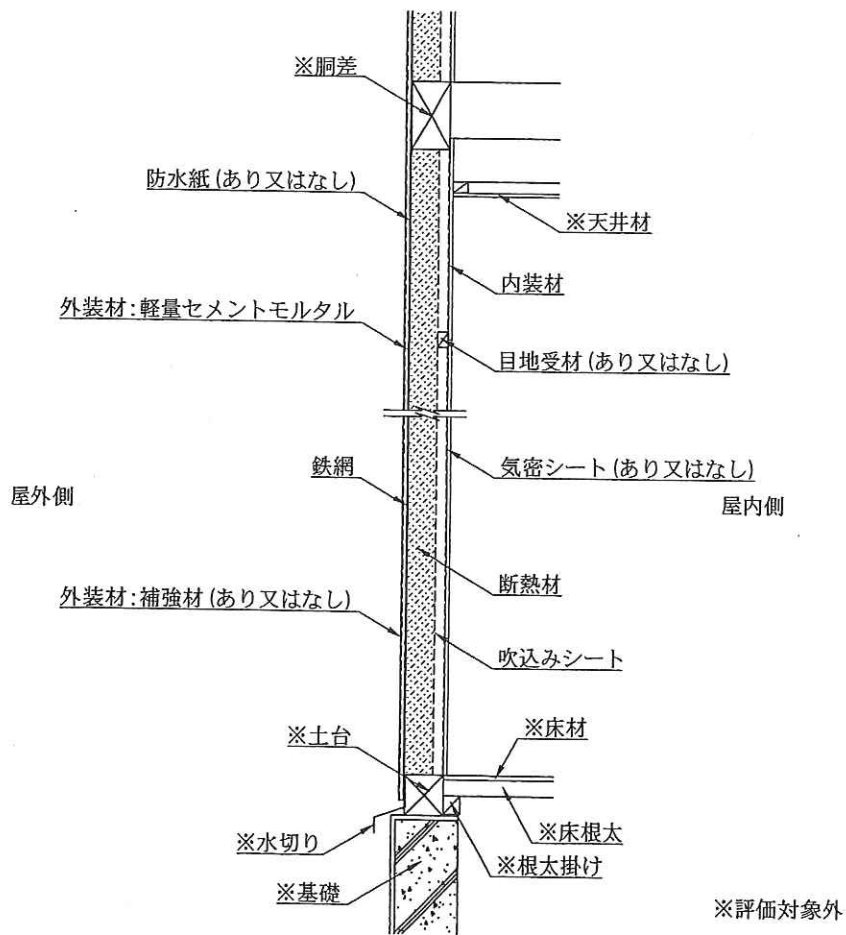 ※胴差
防水紙(あり又はなし)
※天井材
内装材
外装材:軽量セメントモルタル
目地受材(あり又はなし)
鉄網
気密シート(あり又はなし)
屋外側
屋内側
断熱材
外装材:補強材(あり又はなし)
吹込みシート
※床材
※土台
※床根太
※水切り
※根太掛け
※基礎
※評価対象外